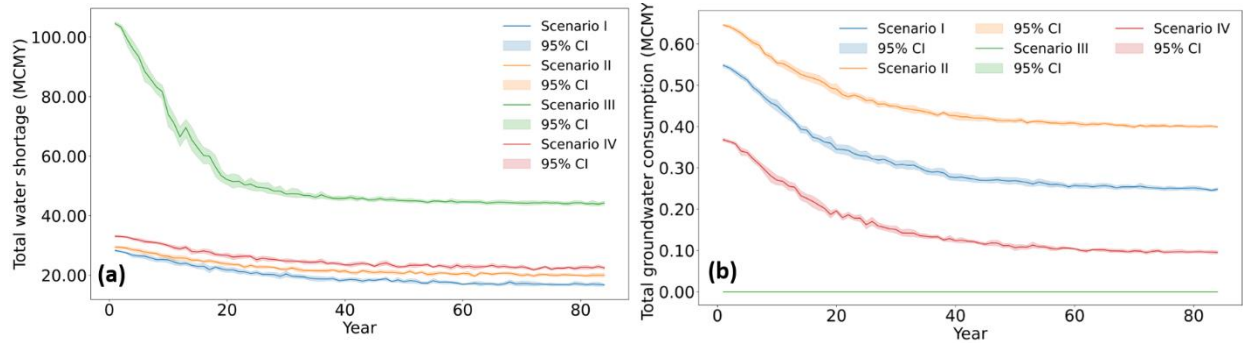 Total water shortage (MCMY)
100.00
80.00
60.00
40.00
20.00
Scenario I
95% CI
Scenario II
95% CI
Scenario III
95% CI
Scenario IV
95% CI
(a)
0
20
40
60
80
Year
Total groundwater consumption (MCMY
0.60
0.40
0.30
0.20
0.10
0.00
Scenario I
95% CI
Scenario II
95% CI
Scenario III
95% CI
Scenario IV
95% CI
(b)
0
20
40
60
80
Year